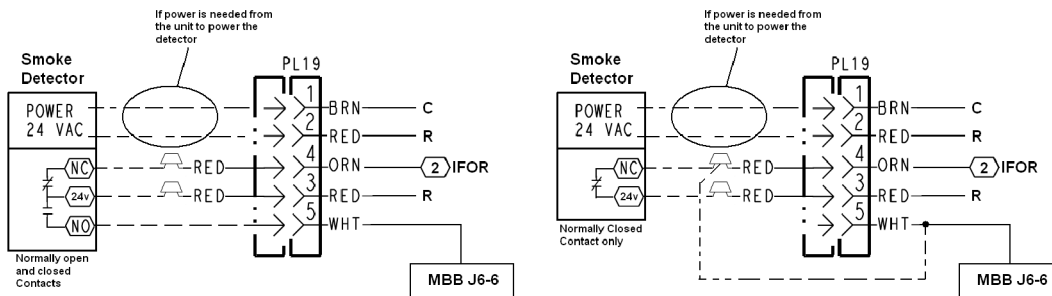 If power is needed from
the unit to power the
detector
Smoke
Detector
PL19
POWER
24 VAC
1
BRN
C
2
RED
R
NC
RED
4
ORN
2
IFOR
24v
RED
3
RED
R
NO
5
WHT
Normally open
and closed
Contacts
MBB J6-6
If power is needed from
the unit to power the
detector
Smoke
Detector
PL19
POWER
24 VAC
1
BRN
C
2
RED
R
NC
RED
4
ORN
2
IFOR
24v
RED
3
RED
R
5
WHT
Normally Closed
Contact only
MBB J6-6